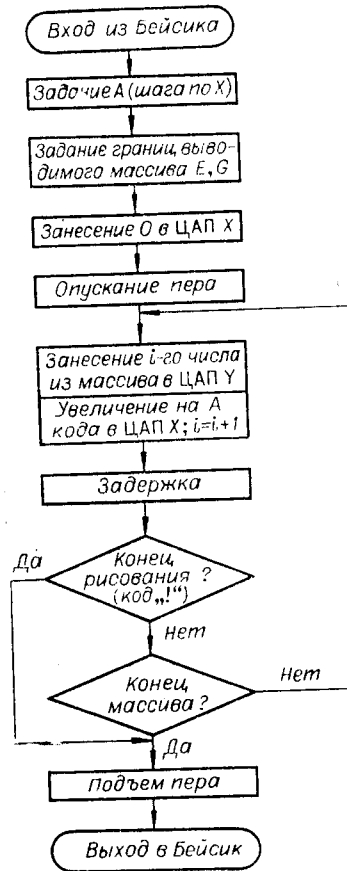 Вход из Бейсика
Задание А (шага по X)
Задание границ выво-
димого массива E, G
Занесение 0 в ЦАП X
Опускание пера
Занесение i-го числа
из массива в ЦАП Y
Увеличение на А
кода в ЦАП X; i=i+1
Задержка
Да
Конец
рисования ?
(код „!“)
Нет
Конец
массива ?
Нет
Да
Подъем пера
Выход в Бейсик